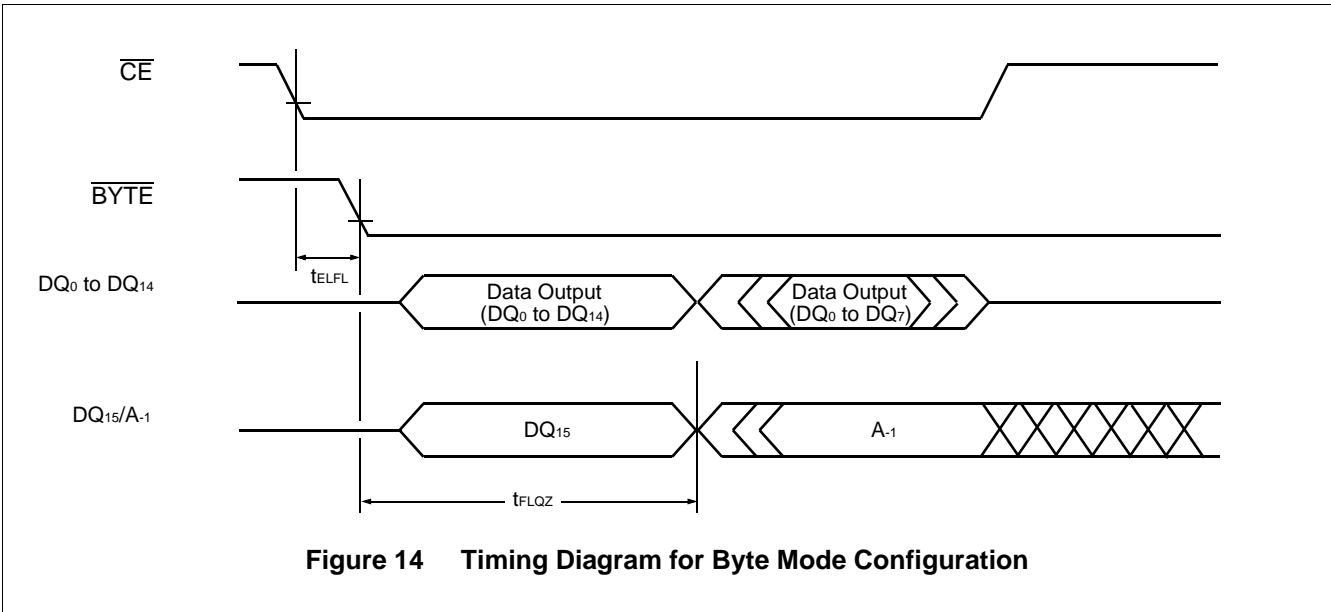 CE
BYTE
tELFL
DQ0 to DQ14
Data Output
(DQ0 to DQ14)
Data Output
(DQ0 to DQ7)
DQ15/A-1
DQ15
A-1
tFLQZ
Figure 14 Timing Diagram for Byte Mode Configuration